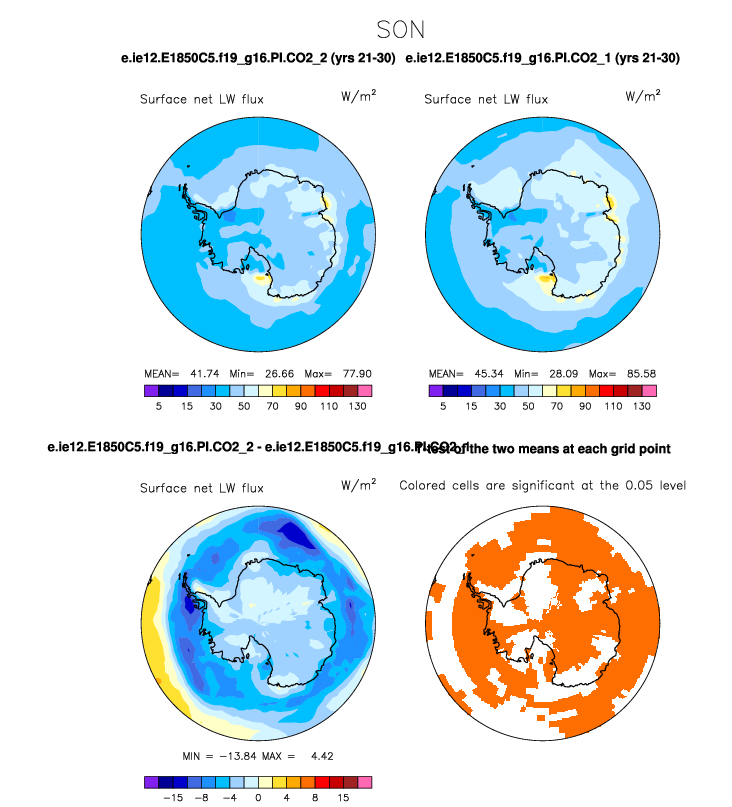 SON
e.ie12.E1850C5.f19_g16.PI.CO2_2 (yrs 21-30) e.ie12.E1850C5.f19_g16.PI.CO2_1 (yrs 21-30)
Surface net LW flux W/m²
Surface net LW flux W/m²
MEAN= 41.74 Min= 26.66 Max= 77.90
5 15 30 50 70 90 110 130
MEAN= 45.34 Min= 28.09 Max= 85.58
5 15 30 50 70 90 110 130
e.ie12.E1850C5.f19_g16.PI.CO2_2 - e.ie12.E1850C5.f19_g16.PI.CO2_1
T-test of the two means at each grid point
Surface net LW flux W/m²
Colored cells are significant at the 0.05 level
MIN = -13.84 MAX = 4.42
-15 -8 -4 0 4 8 15